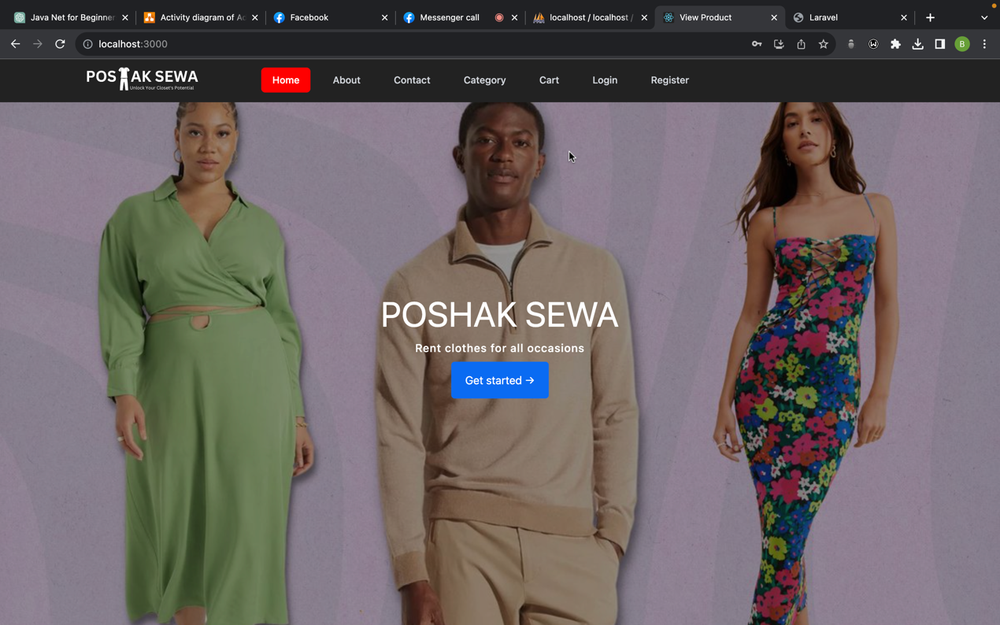 Java Net for Beginner
Activity diagram of Ac
Facebook
Messenger call
localhost / localhost /
View Product
Laravel
localhost:3000
B
POSHAK SEWA
Unlock Your Closet's Potential
Home
About
Contact
Category
Cart
Login
Register
POSHAK SEWA
Rent clothes for all occasions
Get started →